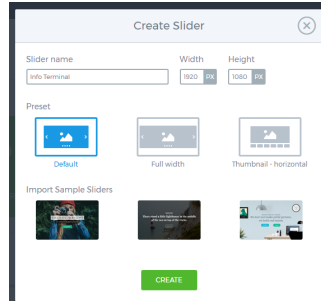 Create Slider
Slider name Width Height
Info Terminal 1920 PX 1080 PX
Preset
Default Full width Thumbnail - horizontal
Import Sample Sliders
CREATE